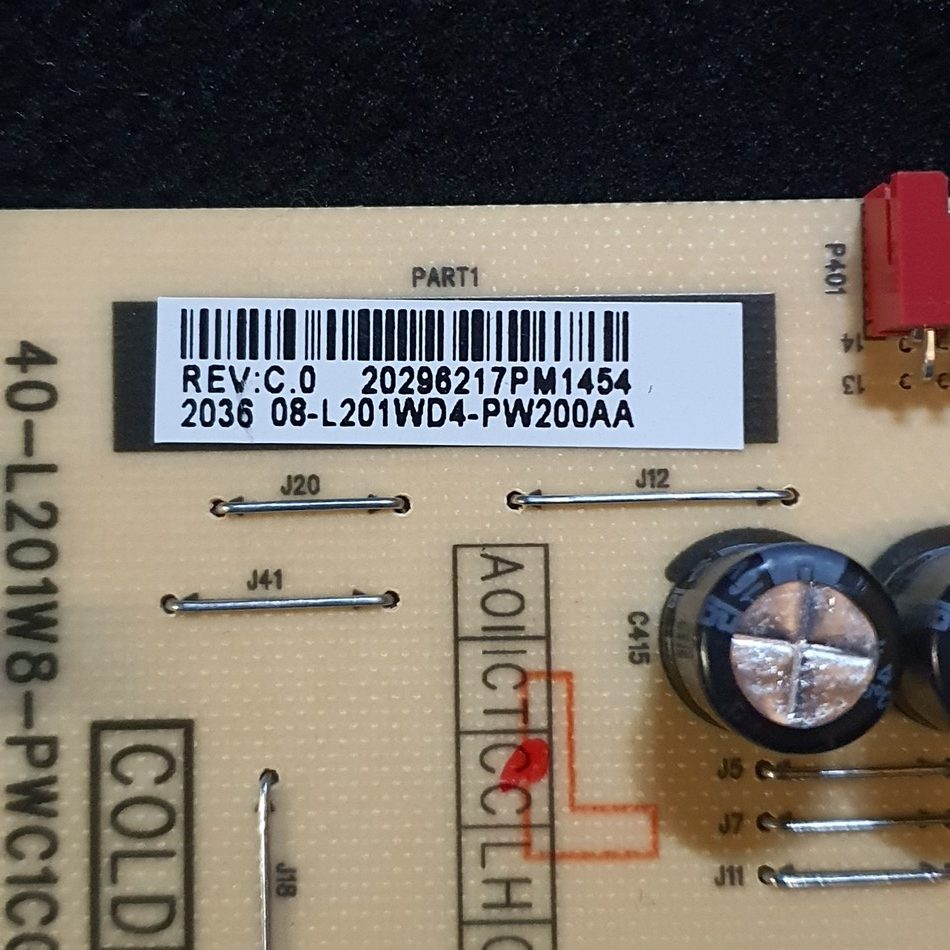 PART1
REV:C.0 20296217PM1454
2036 08-L201WD4-PW200AA
P401
14
13
J20
J12
J41
40-L201W8-PWC1C
AOI
ICT
CC
LH
C415
COLD
J5
J7
J11
J18